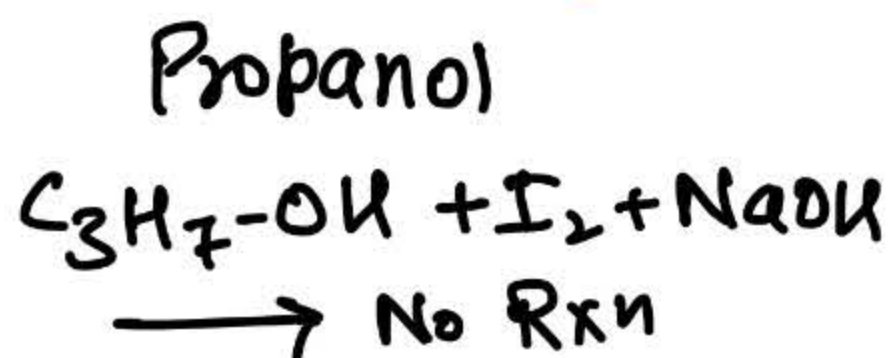 Propanol
C₃H₇-OH + I₂ + NaOH
⟶ No Rxn